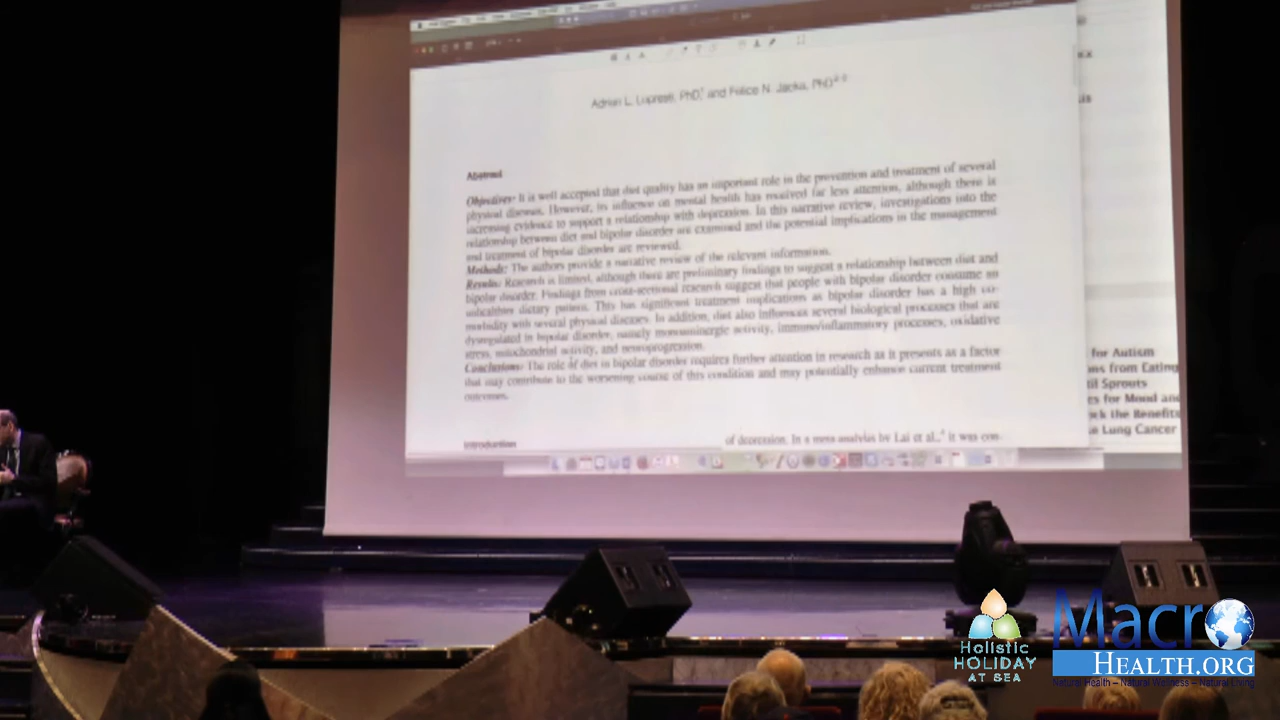 Adrian L. Lopresti, PhD,¹ and Felice N. Jacka, PhD²⁻⁵
Abstract
Objectives: It is well accepted that diet quality has an important role in the prevention and treatment of several
physical diseases. However, its influence on mental health has received far less attention, although there is
increasing evidence to support a relationship with depression. In this narrative review, investigations into the
relationship between diet and bipolar disorder are examined and the potential implications in the management
and treatment of bipolar disorder are reviewed.
Methods: The authors provide a narrative review of the relevant information.
Results: Research is limited, although there are preliminary findings to suggest a relationship between diet and
bipolar disorder. Findings from cross-sectional research suggest that people with bipolar disorder consume an
unhealthier dietary pattern. This has significant treatment implications as bipolar disorder has a high co-
morbidity with several physical diseases. In addition, diet also influences several biological processes that are
dysregulated in bipolar disorder, namely monoaminergic activity, immune/inflammatory processes, oxidative
stress, mitochondrial activity, and neuroprogression.
Conclusions: The role of diet in bipolar disorder requires further attention in research as it presents as a factor
that may contribute to the worsening course of this condition and may potentially enhance current treatment
outcomes.
Introduction
of depression. In a meta-analysis by Lai et al.,⁴ it was con-
for Autism
from Eating
Sprouts
for Mood and
the Benefits
Lung Cancer
Holistic
HOLIDAY
AT SEA
Macro
HEALTH.ORG
Natural Health – Natural Wellness – Natural Living